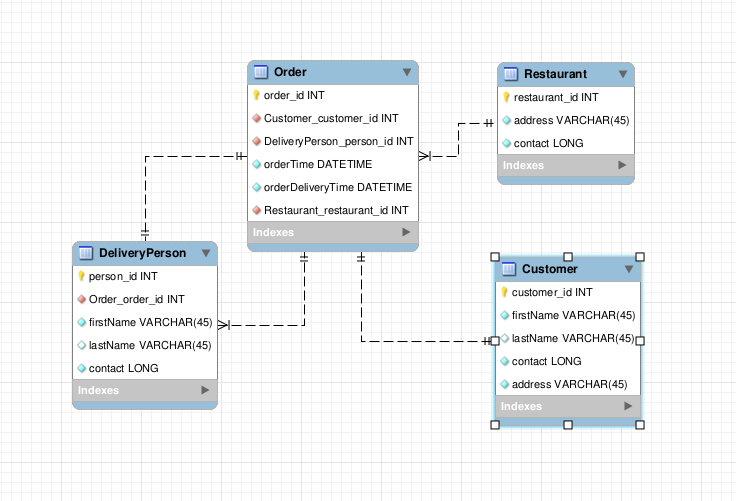 Order
order_id INT
Customer_customer_id INT
DeliveryPerson_person_id INT
orderTime DATETIME
orderDeliveryTime DATETIME
Restaurant_restaurant_id INT
Indexes
Restaurant
restaurant_id INT
address VARCHAR(45)
contact LONG
Indexes
DeliveryPerson
person_id INT
Order_order_id INT
firstName VARCHAR(45)
lastName VARCHAR(45)
contact LONG
Indexes
Customer
customer_id INT
firstName VARCHAR(45)
lastName VARCHAR(45)
contact LONG
address VARCHAR(45)
Indexes